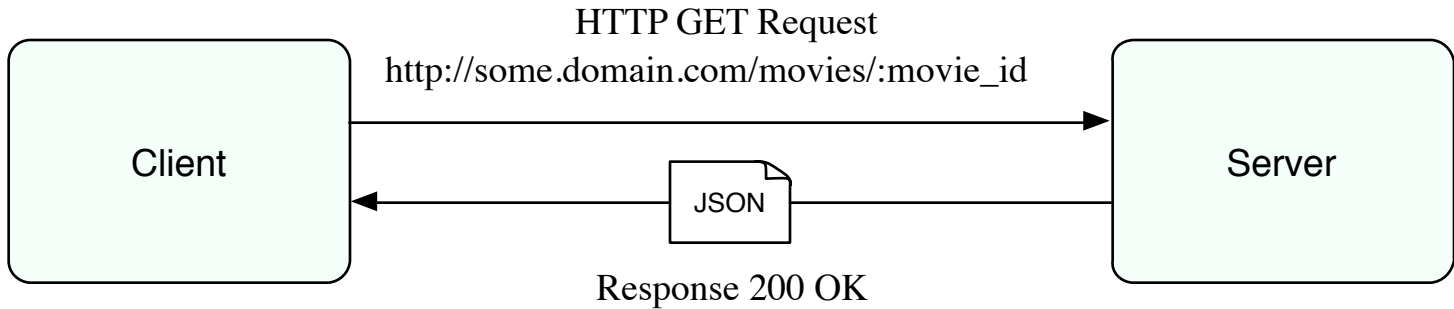 HTTP GET Request
http://some.domain.com/movies/:movie_id
Client
Server
JSON
Response 200 OK